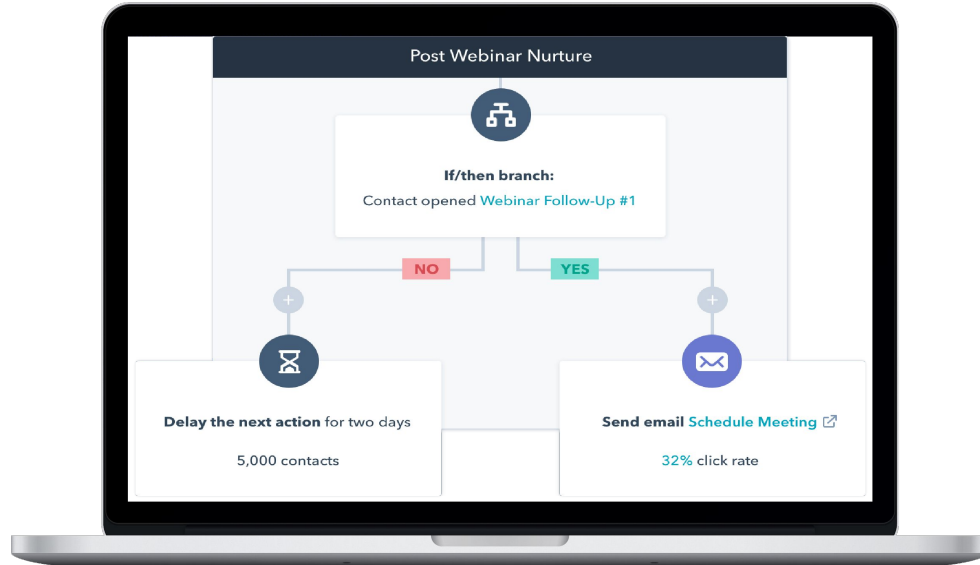 Post Webinar Nurture
If/then branch:
Contact opened Webinar Follow-Up #1
NO
YES
Delay the next action for two days
5,000 contacts
Send email Schedule Meeting
32% click rate